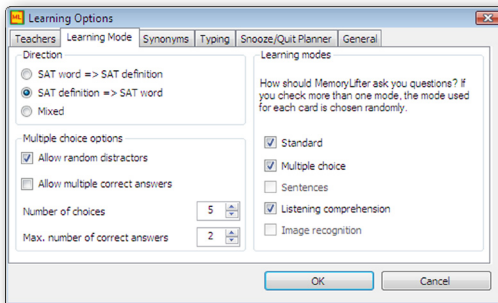 ML Learning Options
Teachers Learning Mode Synonyms Typing Snooze/Quit Planner General
Direction
SAT word => SAT definition
SAT definition => SAT word
Mixed
Multiple choice options
Allow random distractors
Allow multiple correct answers
Number of choices 5
Max. number of correct answers 2
Learning modes
How should MemoryLifter ask you questions? If
you check more than one mode, the mode used
for each card is chosen randomly.
Standard
Multiple choice
Sentences
Listening comprehension
Image recognition
OK Cancel